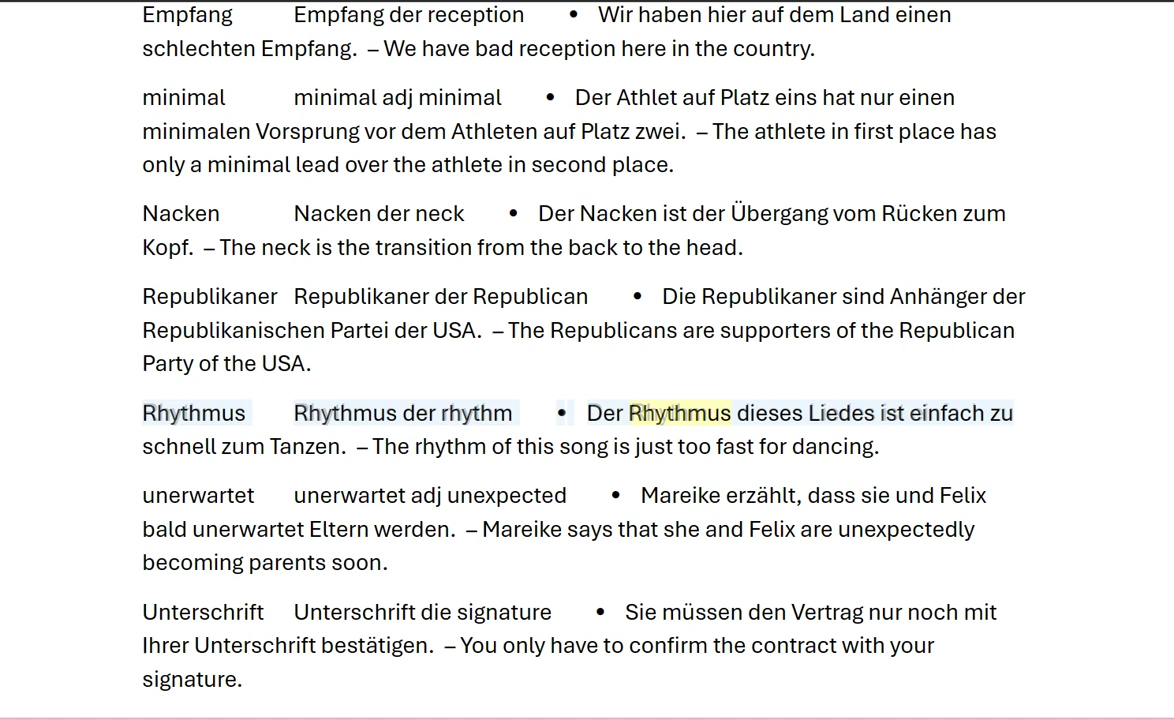 Empfang Empfang der reception • Wir haben hier auf dem Land einen
schlechten Empfang. – We have bad reception here in the country.
minimal minimal adj minimal • Der Athlet auf Platz eins hat nur einen
minimalen Vorsprung vor dem Athleten auf Platz zwei. – The athlete in first place has
only a minimal lead over the athlete in second place.
Nacken Nacken der neck • Der Nacken ist der Übergang vom Rücken zum
Kopf. – The neck is the transition from the back to the head.
Republikaner Republikaner der Republican • Die Republikaner sind Anhänger der
Republikanischen Partei der USA. – The Republicans are supporters of the Republican
Party of the USA.
Rhythmus Rhythmus der rhythm • Der Rhythmus dieses Liedes ist einfach zu
schnell zum Tanzen. – The rhythm of this song is just too fast for dancing.
unerwartet unerwartet adj unexpected • Mareike erzählt, dass sie und Felix
bald unerwartet Eltern werden. – Mareike says that she and Felix are unexpectedly
becoming parents soon.
Unterschrift Unterschrift die signature • Sie müssen den Vertrag nur noch mit
Ihrer Unterschrift bestätigen. – You only have to confirm the contract with your
signature.